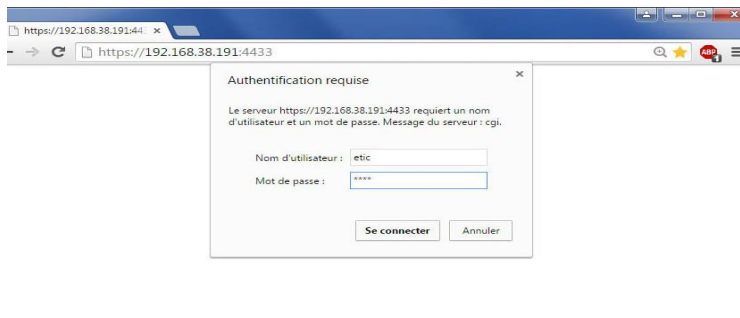 https://192.168.38.191:44
https://192.168.38.191:4433
ABP
1
Authentification requise
Le serveur https://192.168.38.191:4433 requiert un nom
d'utilisateur et un mot de passe. Message du serveur : cgi.
Nom d'utilisateur : etic
Mot de passe : ****
Se connecter Annuler